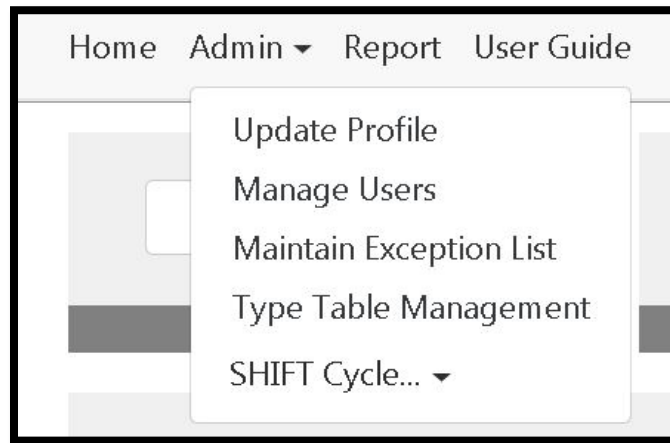 Home Admin Report User Guide
Update Profile
Manage Users
Maintain Exception List
Type Table Management
SHIFT Cycle...